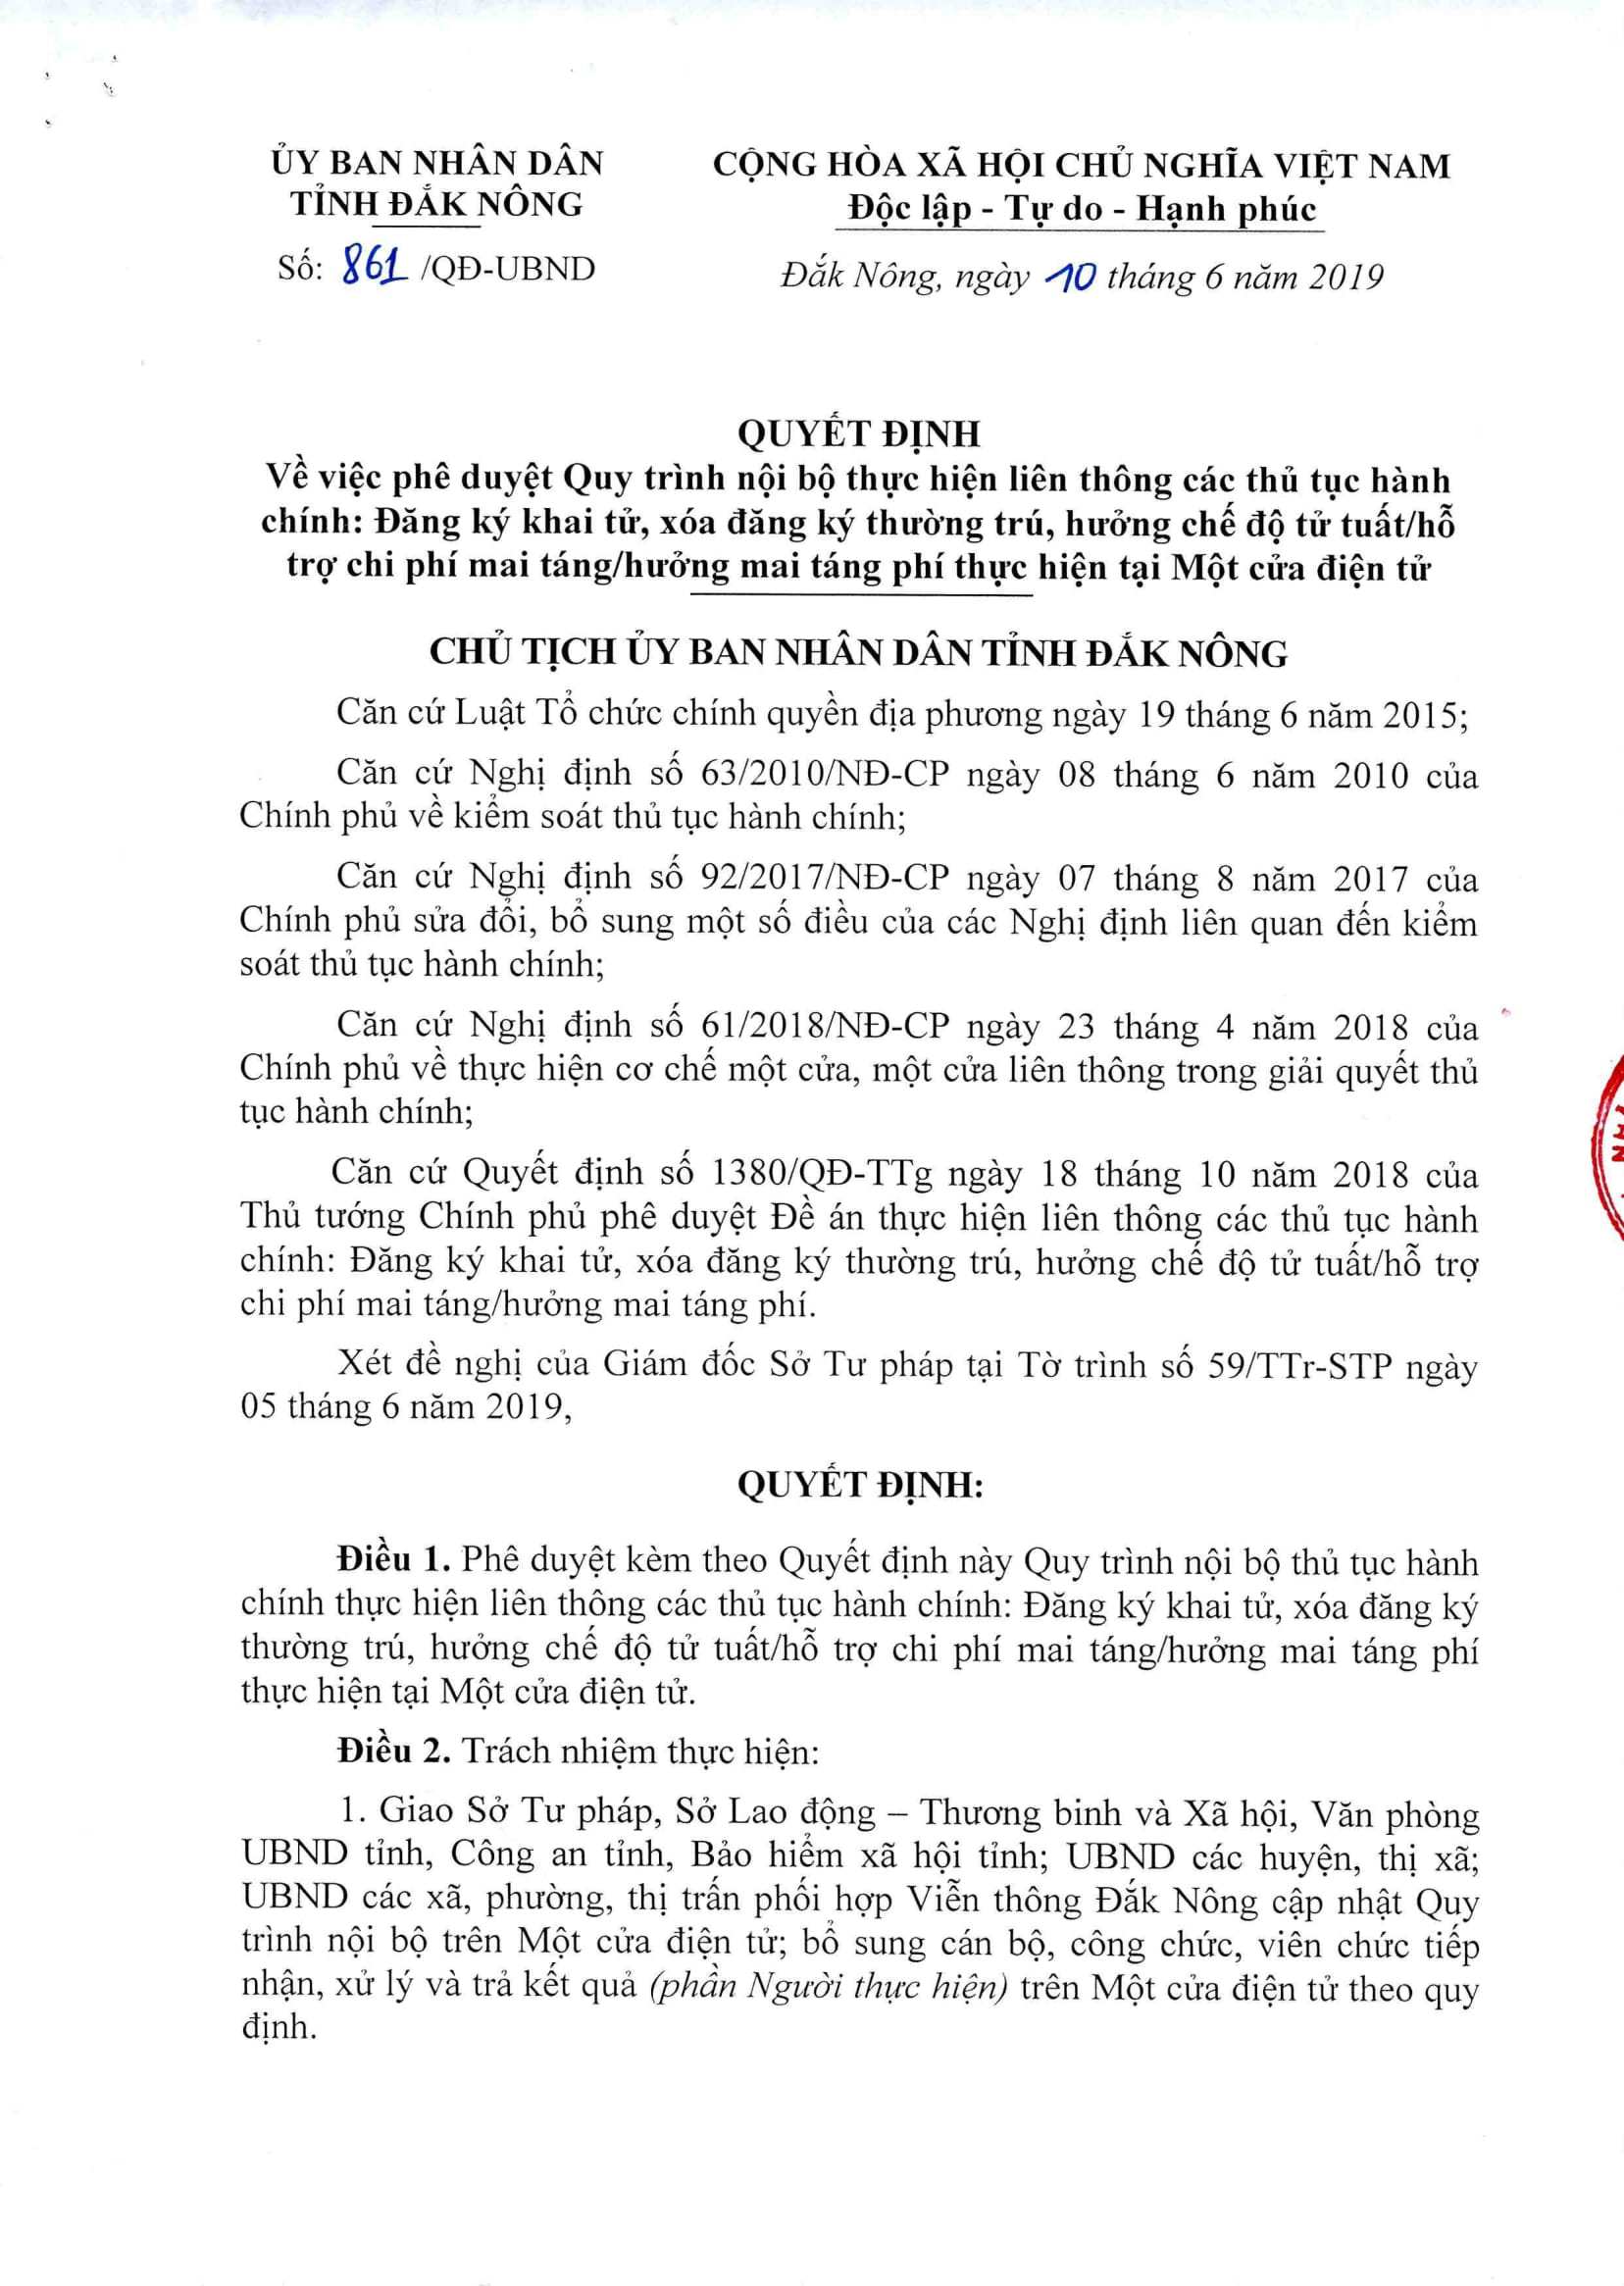 ỦY BAN NHÂN DÂN
TỈNH ĐẮK NÔNG
Số: 861 /QĐ-UBND
CỘNG HÒA XÃ HỘI CHỦ NGHĨA VIỆT NAM
Độc lập - Tự do - Hạnh phúc
Đắk Nông, ngày 10 tháng 6 năm 2019
QUYẾT ĐỊNH
Về việc phê duyệt Quy trình nội bộ thực hiện liên thông các thủ tục hành
chính: Đăng ký khai tử, xóa đăng ký thường trú, hưởng chế độ tử tuất/hỗ
trợ chi phí mai táng/hưởng mai táng phí thực hiện tại Một cửa điện tử
CHỦ TỊCH ỦY BAN NHÂN DÂN TỈNH ĐẮK NÔNG
Căn cứ Luật Tổ chức chính quyền địa phương ngày 19 tháng 6 năm 2015;
Căn cứ Nghị định số 63/2010/NĐ-CP ngày 08 tháng 6 năm 2010 của
Chính phủ về kiểm soát thủ tục hành chính;
Căn cứ Nghị định số 92/2017/NĐ-CP ngày 07 tháng 8 năm 2017 của
Chính phủ sửa đổi, bổ sung một số điều của các Nghị định liên quan đến kiểm
soát thủ tục hành chính;
Căn cứ Nghị định số 61/2018/NĐ-CP ngày 23 tháng 4 năm 2018 của
Chính phủ về thực hiện cơ chế một cửa, một cửa liên thông trong giải quyết thủ
tục hành chính;
Căn cứ Quyết định số 1380/QĐ-TTg ngày 18 tháng 10 năm 2018 của
Thủ tướng Chính phủ phê duyệt Đề án thực hiện liên thông các thủ tục hành
chính: Đăng ký khai tử, xóa đăng ký thường trú, hưởng chế độ tử tuất/hỗ trợ
chi phí mai táng/hưởng mai táng phí.
Xét đề nghị của Giám đốc Sở Tư pháp tại Tờ trình số 59/TTr-STP ngày
05 tháng 6 năm 2019,
QUYẾT ĐỊNH:
Điều 1. Phê duyệt kèm theo Quyết định này Quy trình nội bộ thủ tục hành
chính thực hiện liên thông các thủ tục hành chính: Đăng ký khai tử, xóa đăng ký
thường trú, hưởng chế độ tử tuất/hỗ trợ chi phí mai táng/hưởng mai táng phí
thực hiện tại Một cửa điện tử.
Điều 2. Trách nhiệm thực hiện:
1. Giao Sở Tư pháp, Sở Lao động – Thương binh và Xã hội, Văn phòng
UBND tỉnh, Công an tỉnh, Bảo hiểm xã hội tỉnh; UBND các huyện, thị xã;
UBND các xã, phường, thị trấn phối hợp Viễn thông Đắk Nông cập nhật Quy
trình nội bộ trên Một cửa điện tử; bổ sung cán bộ, công chức, viên chức tiếp
nhận, xử lý và trả kết quả (phần Người thực hiện) trên Một cửa điện tử theo quy
định.